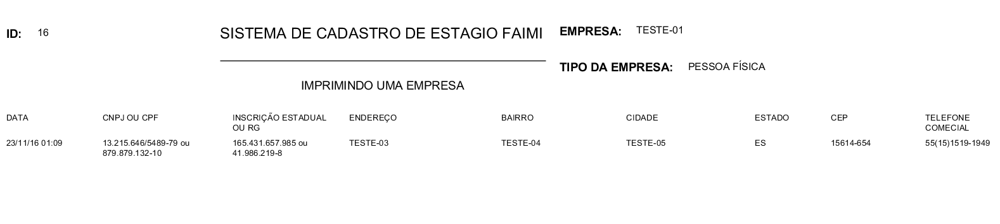 ID: 16
SISTEMA DE CADASTRO DE ESTAGIO FAIMI
EMPRESA: TESTE-01
TIPO DA EMPRESA: PESSOA FÍSICA
IMPRIMINDO UMA EMPRESA
DATA CNPJ OU CPF INSCRIÇÃO ESTADUAL ENDEREÇO BAIRRO CIDADE ESTADO CEP TELEFONE
OU RG COMECIAL
23/11/16 01:09 13.215.646/5489-79 ou 165.431.657.985 ou TESTE-03 TESTE-04 TESTE-05 ES 15614-654 55(15)1519-1949
879.879.132-10 41.986.219-8